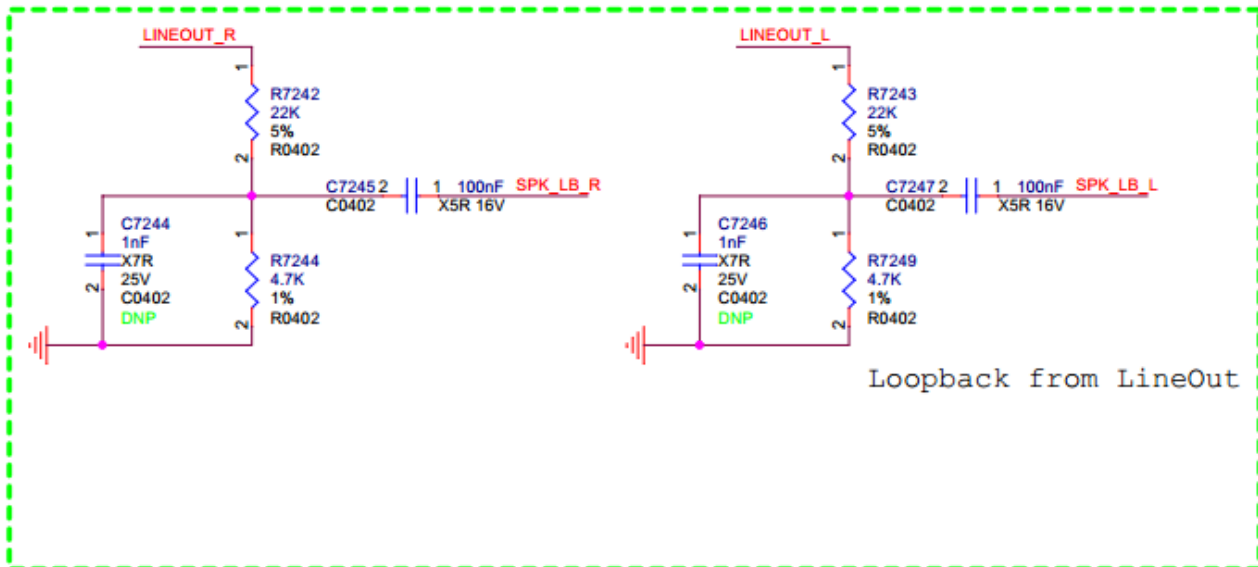 LINEOUT_R
1
R7242
22K
5%
R0402
2
C7245 2
1 100nF SPK_LB_R
C0402
X5R 16V
1
C7244
1nF
X7R
25V
C0402
DNP
2
1
R7244
4.7K
1%
R0402
2
LINEOUT_L
1
R7243
22K
5%
R0402
2
C7247 2
1 100nF SPK_LB_L
C0402
X5R 16V
1
C7246
1nF
X7R
25V
C0402
DNP
2
1
R7249
4.7K
1%
R0402
2
Loopback from LineOut